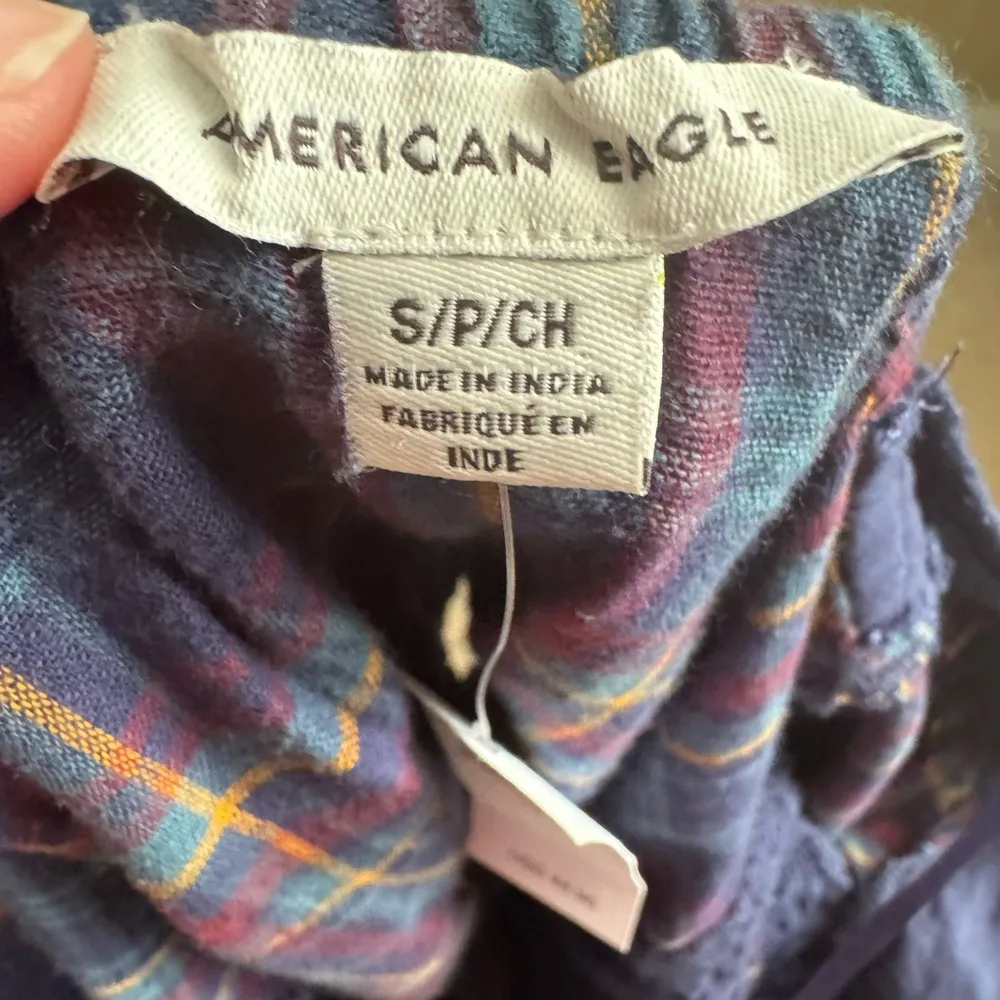 AMERICAN EAGLE
S/P/CH
MADE IN INDIA
FABRIQUÉ EN
INDE